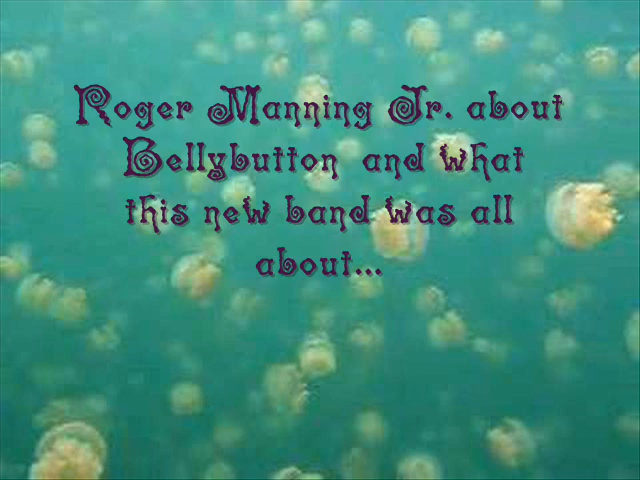 Roger Manning Jr. about
Bellybutton and what
this new band was all
about...